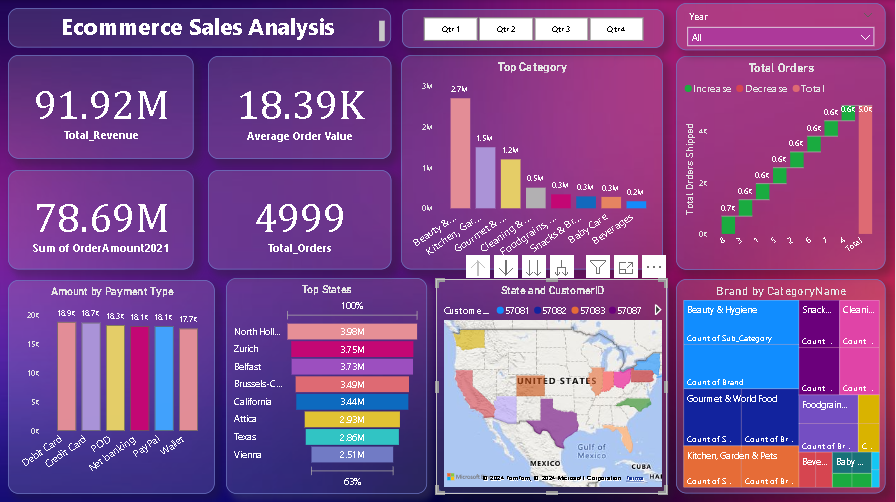 Ecommerce Sales Analysis
Qtr 1
Qtr 2
Qtr 3
Qtr 4
Year
All
91.92M
Total_Revenue
18.39K
Average Order Value
78.69M
Sum of OrderAmount2021
4999
Total_Orders
Top Category
3M
2M
1M
0M
2.7M
1.5M
1.2M
0.5M
0.3M
0.3M
0.3M
0.2M
Beauty &...
Kitchen, Gar...
Gourmet &...
Cleaning &...
Foodgrains,...
Snacks & Br...
Baby Care
Beverages
Total Orders
Increase
Decrease
Total
Total Orders Shipped
4K
2K
0K
0.7K
0.6K
0.6K
0.6K
0.6K
0.6K
0.6K
0.6K
5.0K
8
3
1
5
2
6
7
4
Total
Amount by Payment Type
20K
15K
10K
5K
0K
18.9K
18.7K
18.3K
18.1K
18.1K
17.7K
Debit Card
Credit Card
POD
Net banking
PayPal
Wallet
Top States
100%
North Holl...
3.98M
Zurich
3.75M
Belfast
3.73M
Brussels-C...
3.49M
California
3.44M
Attica
2.93M
Texas
2.86M
Vienna
2.51M
63%
State and CustomerID
Custome...
57081
57082
57083
57087
UNITED STATES
Gulf of
Mexico
MEXICO
CUBA
HA
Microsoft
© 2024 TomTom, © 2024 Microsoft Corporation
Terms
Brand by CategoryName
Beauty & Hygiene
Count of Sub_Category
Count of Brand
Snack...
Count ...
Cleani...
Count ...
Gourmet & World Food
Count of S...
Count of Br...
Foodgrain...
Count of Br...
C...
Kitchen, Garden & Pets
Count of S...
Count of Br...
Beve...
Baby ...